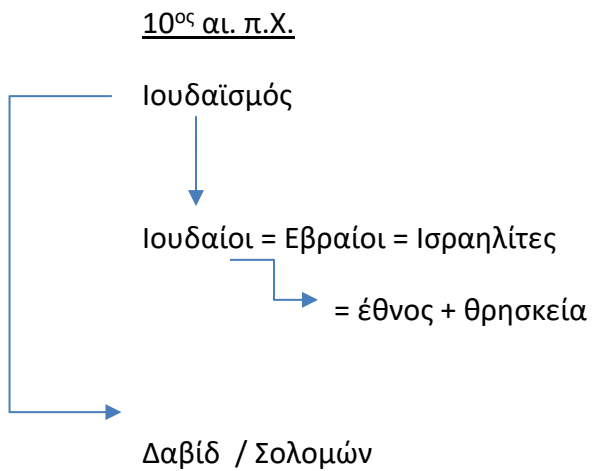 10ος αι. π.Χ.
Ιουδαϊσμός
Ιουδαίοι = Εβραίοι = Ισραηλίτες
= έθνος + θρησκεία
Δαβίδ / Σολομών